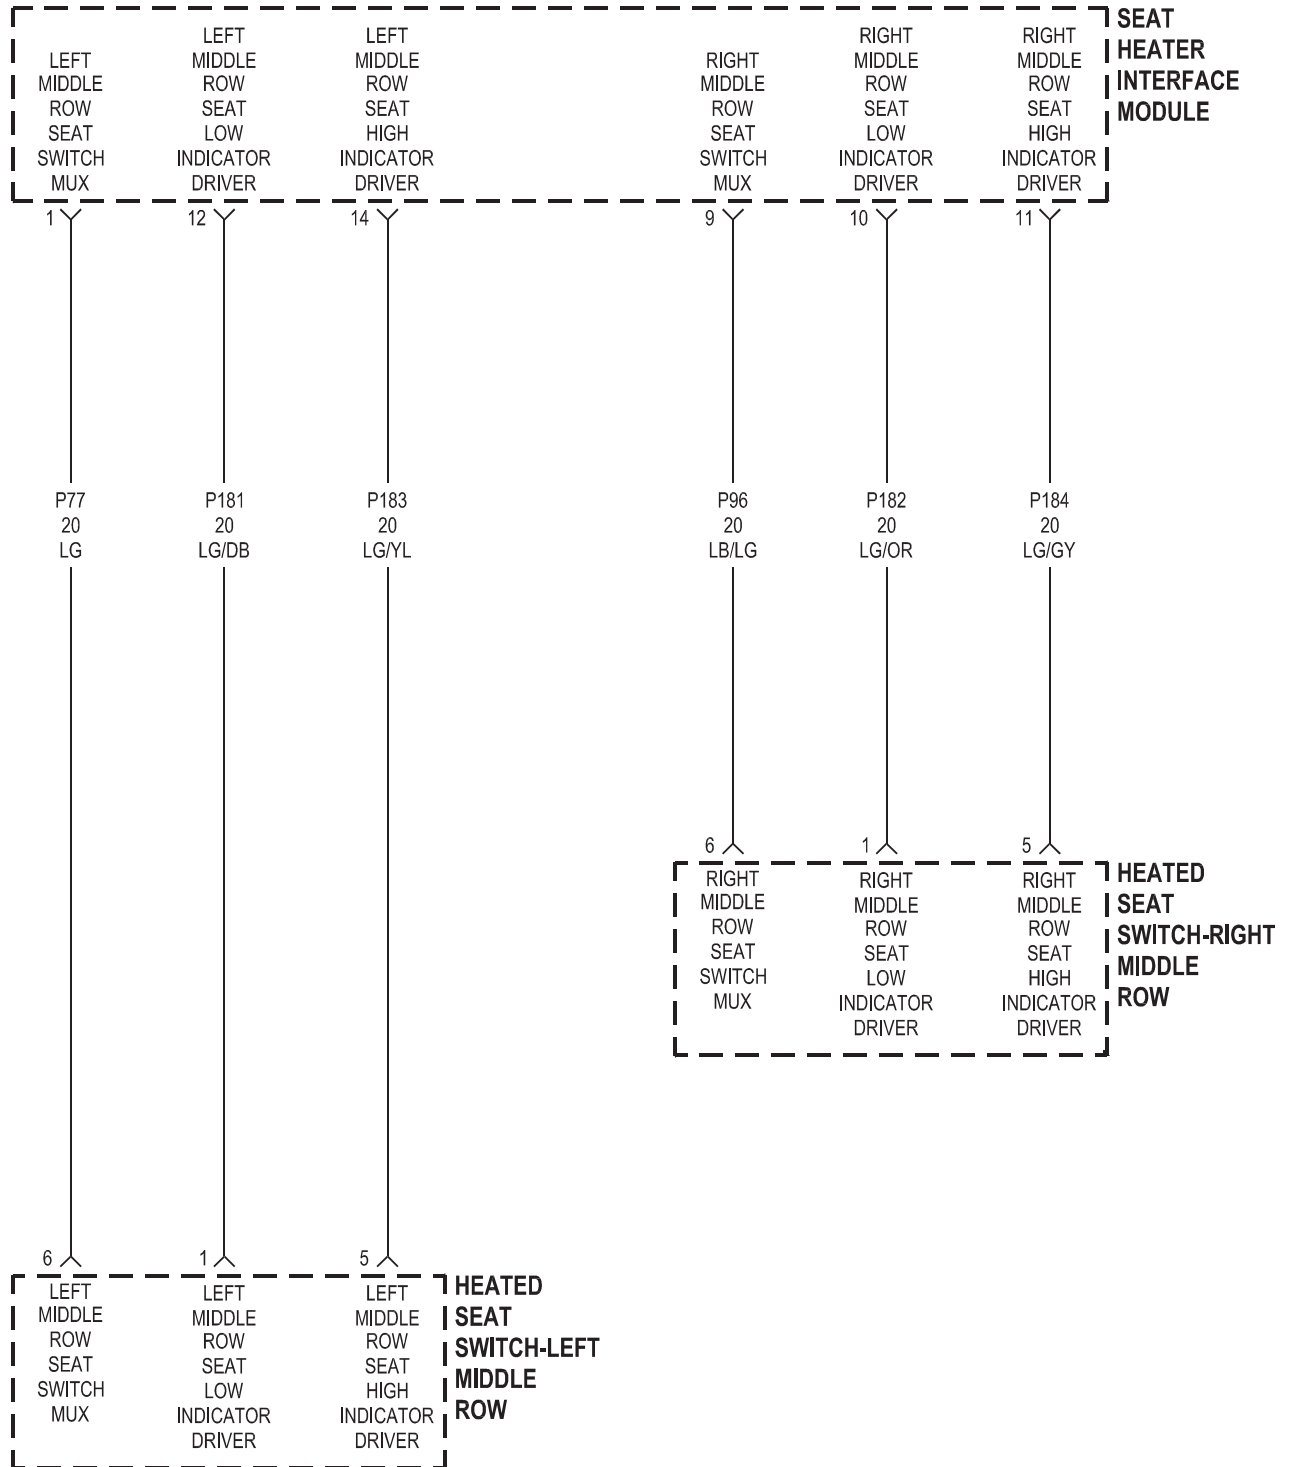 LEFT
MIDDLE
ROW
SEAT
SWITCH
MUX
LEFT
MIDDLE
ROW
SEAT
LOW
INDICATOR
DRIVER
LEFT
MIDDLE
ROW
SEAT
HIGH
INDICATOR
DRIVER
RIGHT
MIDDLE
ROW
SEAT
SWITCH
MUX
RIGHT
MIDDLE
ROW
SEAT
LOW
INDICATOR
DRIVER
RIGHT
MIDDLE
ROW
SEAT
HIGH
INDICATOR
DRIVER
SEAT
HEATER
INTERFACE
MODULE
1
12
14
9
10
11
P77
20
LG
P181
20
LG/DB
P183
20
LG/YL
P96
20
LB/LG
P182
20
LG/OR
P184
20
LG/GY
6
1
5
RIGHT
MIDDLE
ROW
SEAT
SWITCH
MUX
RIGHT
MIDDLE
ROW
SEAT
LOW
INDICATOR
DRIVER
RIGHT
MIDDLE
ROW
SEAT
HIGH
INDICATOR
DRIVER
HEATED
SEAT
SWITCH-RIGHT
MIDDLE
ROW
6
1
5
LEFT
MIDDLE
ROW
SEAT
SWITCH
MUX
LEFT
MIDDLE
ROW
SEAT
LOW
INDICATOR
DRIVER
LEFT
MIDDLE
ROW
SEAT
HIGH
INDICATOR
DRIVER
HEATED
SEAT
SWITCH-LEFT
MIDDLE
ROW